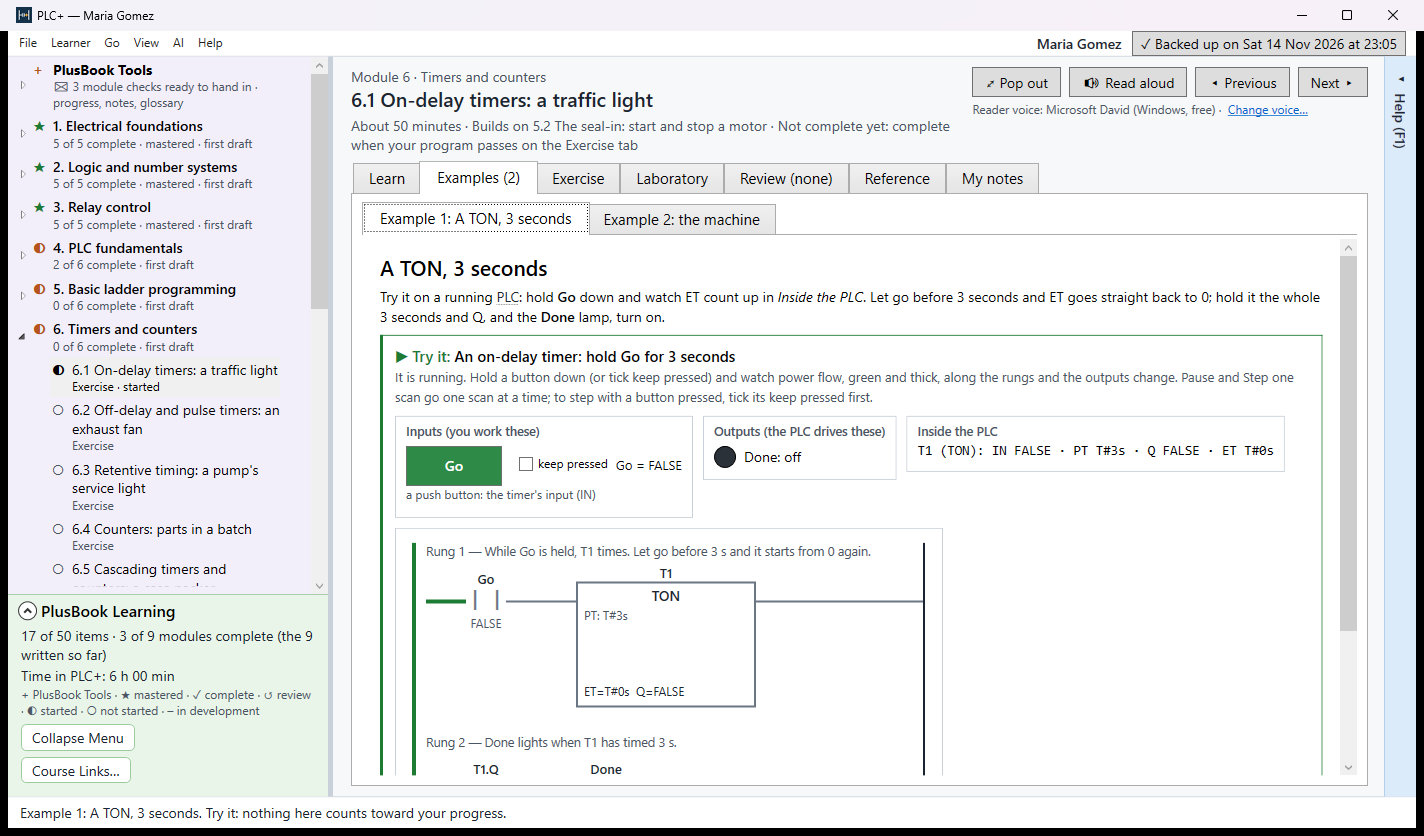 PLC+ — Maria Gomez
File Learner Go View AI Help
Maria Gomez
✓ Backed up on Sat 14 Nov 2026 at 23:05
+ PlusBook Tools
3 module checks ready to hand in ·
progress, notes, glossary
★ 1. Electrical foundations
5 of 5 complete · mastered · first draft
★ 2. Logic and number systems
5 of 5 complete · mastered · first draft
★ 3. Relay control
5 of 5 complete · mastered · first draft
◐ 4. PLC fundamentals
2 of 6 complete · first draft
◐ 5. Basic ladder programming
0 of 6 complete · first draft
◐ 6. Timers and counters
0 of 6 complete · first draft
◐ 6.1 On-delay timers: a traffic light
Exercise · started
○ 6.2 Off-delay and pulse timers: an
exhaust fan
Exercise
○ 6.3 Retentive timing: a pump's
service light
Exercise
○ 6.4 Counters: parts in a batch
Exercise
○ 6.5 Cascading timers and
PlusBook Learning
17 of 50 items · 3 of 9 modules complete (the 9
written so far)
Time in PLC+: 6 h 00 min
+ PlusBook Tools · ★ mastered · ✓ complete · ↺ review
· ◐ started · ○ not started · – in development
Collapse Menu
Course Links...
Module 6 · Timers and counters
6.1 On-delay timers: a traffic light
About 50 minutes · Builds on 5.2 The seal-in: start and stop a motor · Not complete yet: complete
when your program passes on the Exercise tab
Pop out
Read aloud
Previous
Next
Reader voice: Microsoft David (Windows, free) · Change voice...
Help (F1)
Learn
Examples (2)
Exercise
Laboratory
Review (none)
Reference
My notes
Example 1: A TON, 3 seconds
Example 2: the machine
A TON, 3 seconds
Try it on a running PLC: hold Go down and watch ET count up in Inside the PLC. Let go before 3 seconds and ET goes straight back to 0; hold it the whole
3 seconds and Q, and the Done lamp, turn on.
▶ Try it: An on-delay timer: hold Go for 3 seconds
It is running. Hold a button down (or tick keep pressed) and watch power flow, green and thick, along the rungs and the outputs change. Pause and Step one
scan go one scan at a time; to step with a button pressed, tick its keep pressed first.
Inputs (you work these)
Go
keep pressed
Go = FALSE
a push button: the timer's input (IN)
Outputs (the PLC drives these)
Done: off
Inside the PLC
T1 (TON): IN FALSE · PT T#3s · Q FALSE · ET T#0s
Rung 1 — While Go is held, T1 times. Let go before 3 s and it starts from 0 again.
Go
FALSE
T1
TON
PT: T#3s
ET=T#0s Q=FALSE
Rung 2 — Done lights when T1 has timed 3 s.
T1.Q
Done
Example 1: A TON, 3 seconds. Try it: nothing here counts toward your progress.